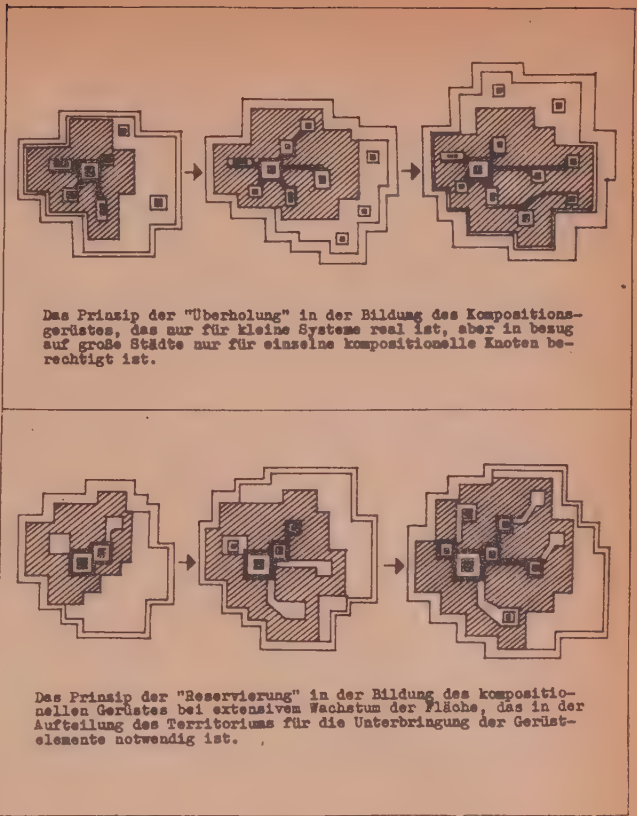 Das Prinzip der "Überholung" in der Bildung des Kompositions-
gerüstes, das nur für kleine Systeme real ist, aber in bezug
auf große Städte nur für einzelne kompositionelle Knoten be-
rechtigt ist.
Das Prinzip der "Reservierung" in der Bildung des kompositio-
nellen Gerüstes bei extensivem Wachstum der Fläche, das in der
Aufteilung des Territoriums für die Unterbringung der Gerüst-
elemente notwendig ist.